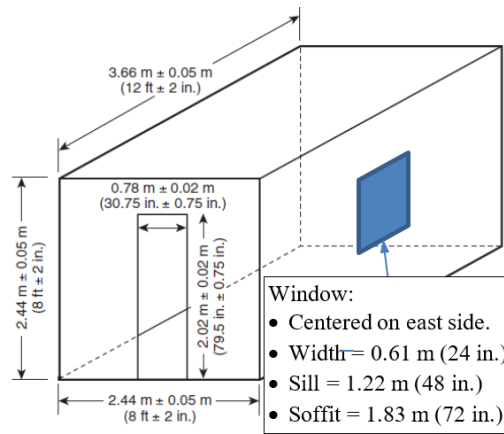 3.66 m ± 0.05 m
(12 ft ± 2 in.)
0.78 m ± 0.02 m
(30.75 in. ± 0.75 in.)
2.44 m ± 0.05 m
(8 ft ± 2 in.)
2.02 m ± 0.02 m
(79.5 in. ± 0.75 in.)
2.44 m ± 0.05 m
(8 ft ± 2 in.)
Window:
• Centered on east side.
• Width = 0.61 m (24 in.)
• Sill = 1.22 m (48 in.)
• Soffit = 1.83 m (72 in.)